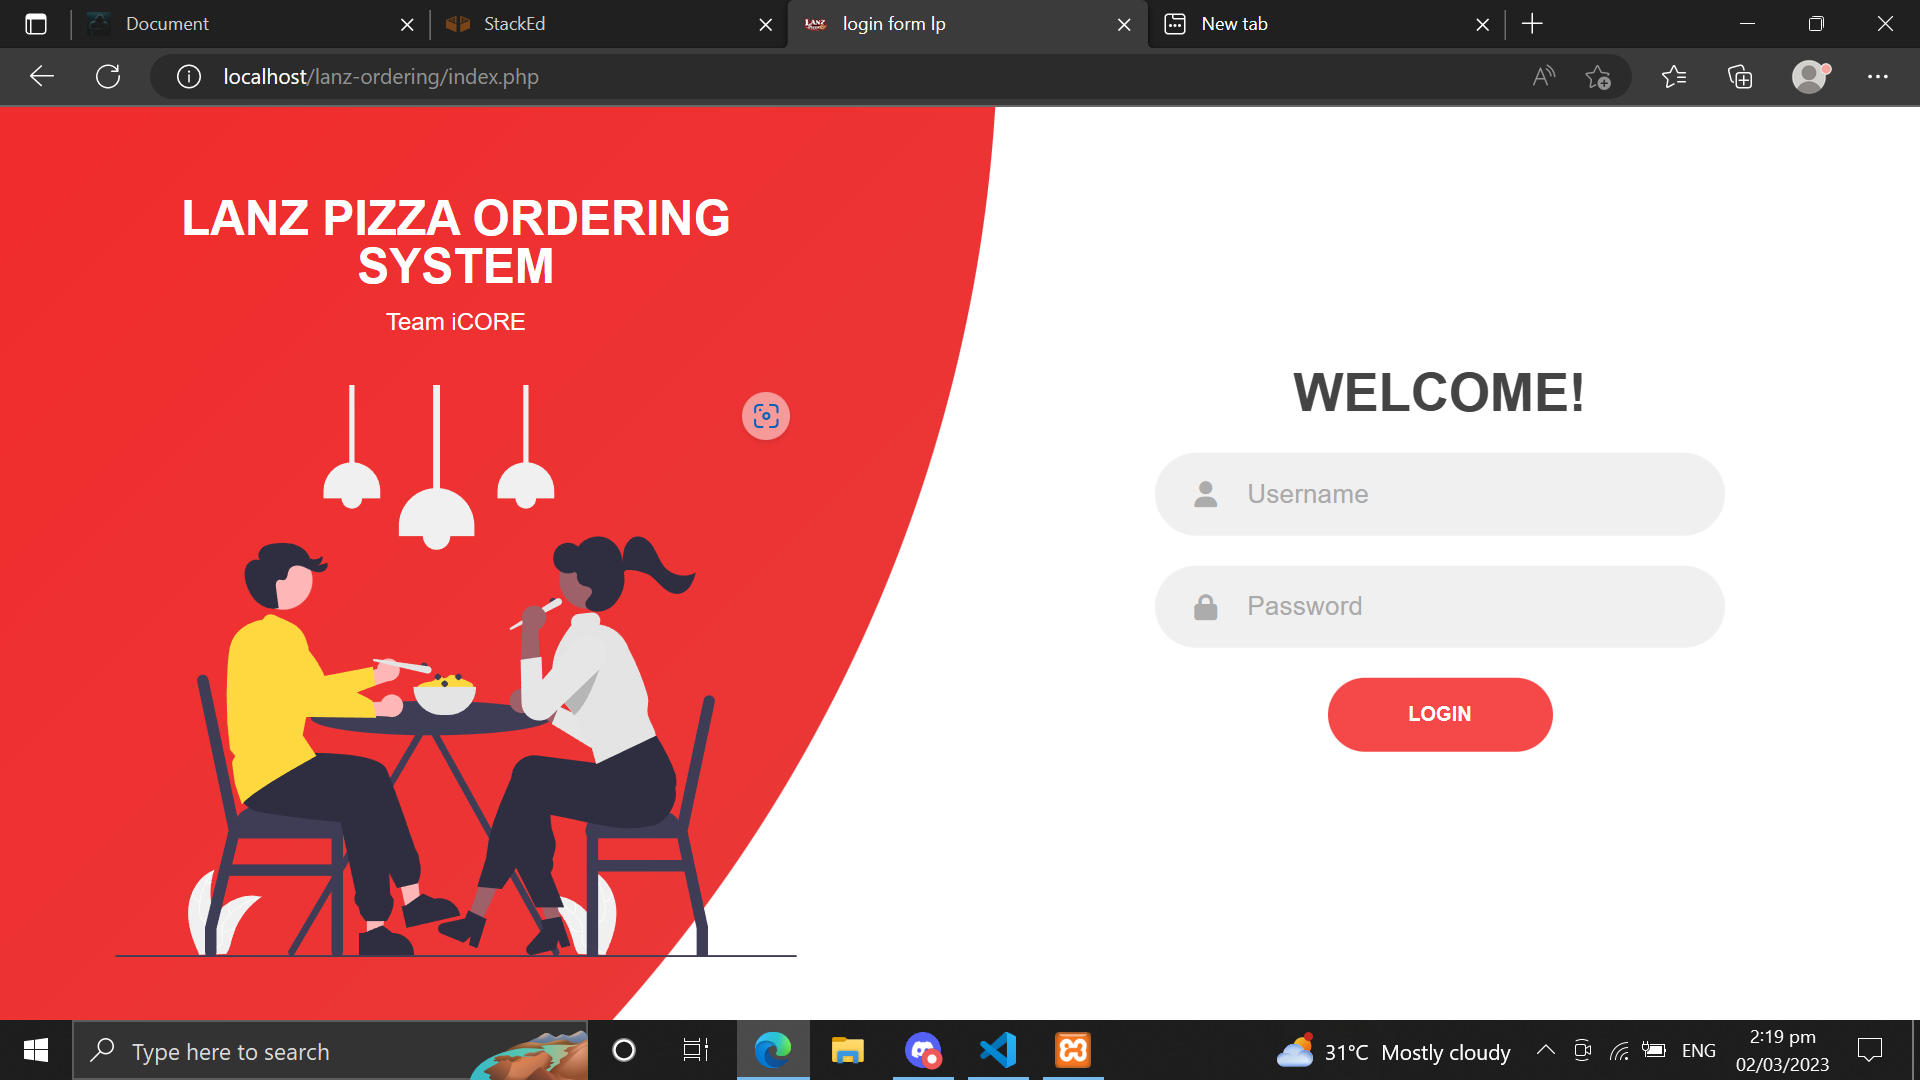 Document
StackEd
LANZ
login form lp
New tab
localhost/lanz-ordering/index.php
LANZ PIZZA ORDERING
SYSTEM
Team iCORE
WELCOME!
Username
Password
LOGIN
Type here to search
31°C Mostly cloudy
ENG
2:19 pm
02/03/2023